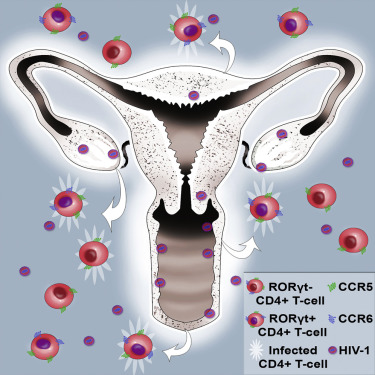 RORγt- CCR5
CD4+ T-cell
RORγt+ CCR6
CD4+ T-cell
Infected HIV-1
CD4+ T-cell